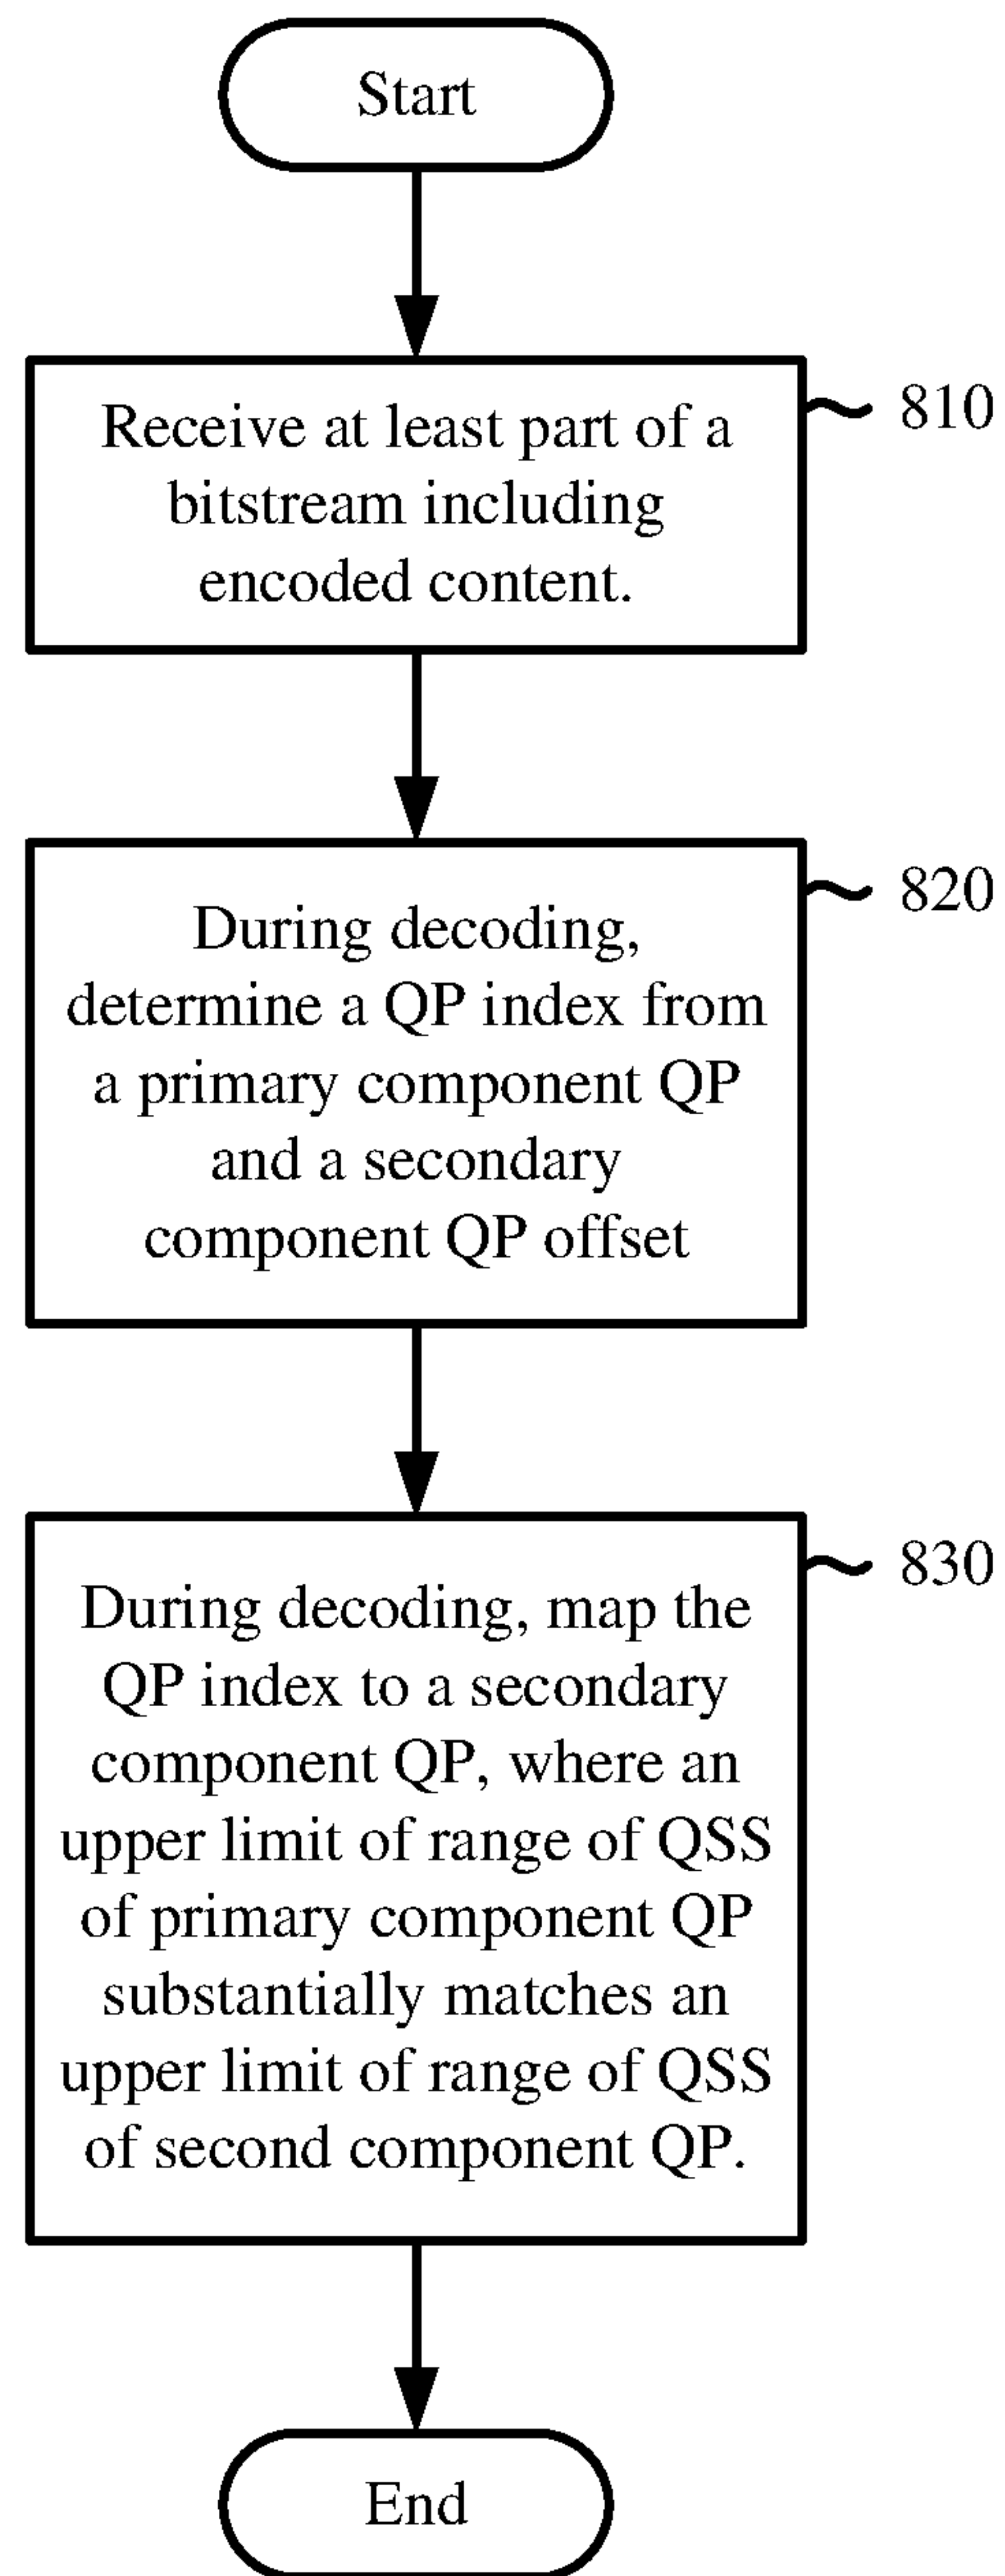 Start
Receive at least part of a
bitstream including
encoded content.
810
During decoding,
determine a QP index from
a primary component QP
and a secondary
component QP offset
820
During decoding, map the
QP index to a secondary
component QP, where an
upper limit of range of QSS
of primary component QP
substantially matches an
upper limit of range of QSS
of second component QP.
830
End